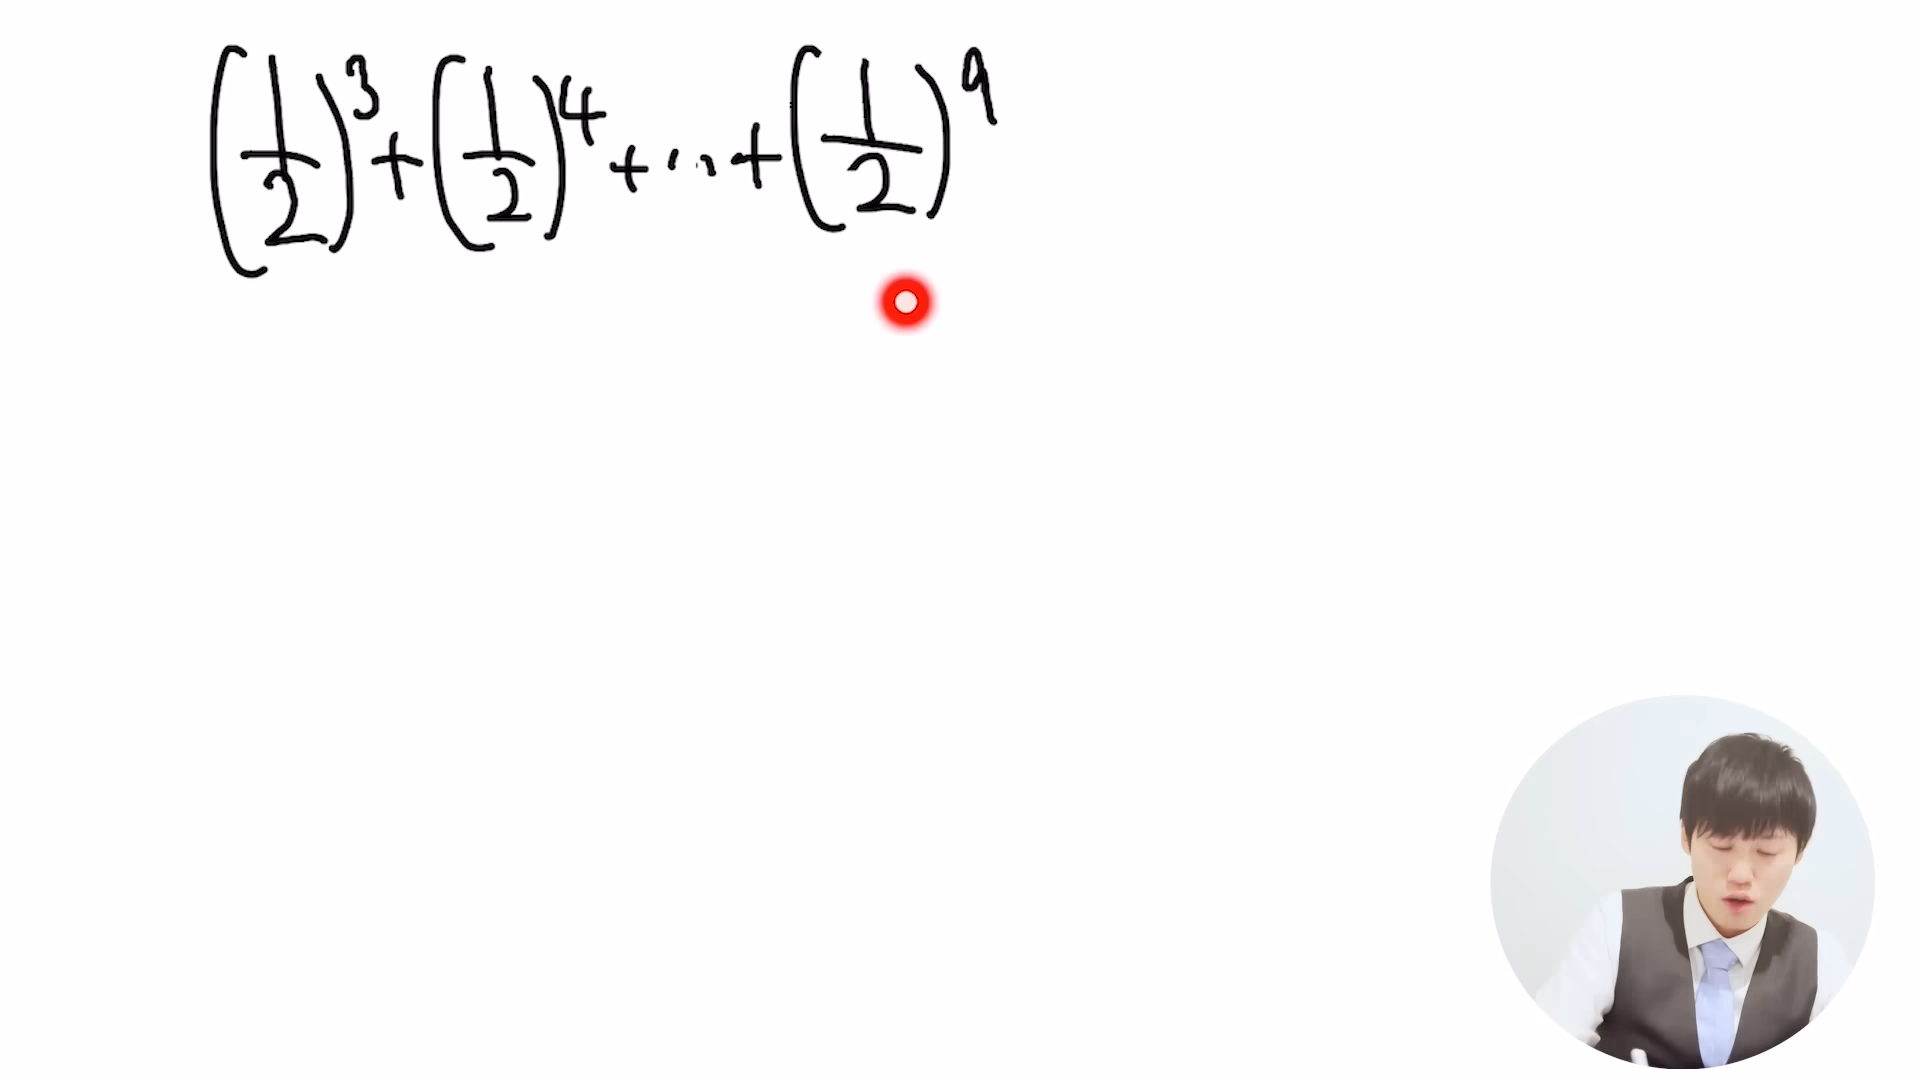 (1/2)^3 + (1/2)^4 + ... + (1/2)^9